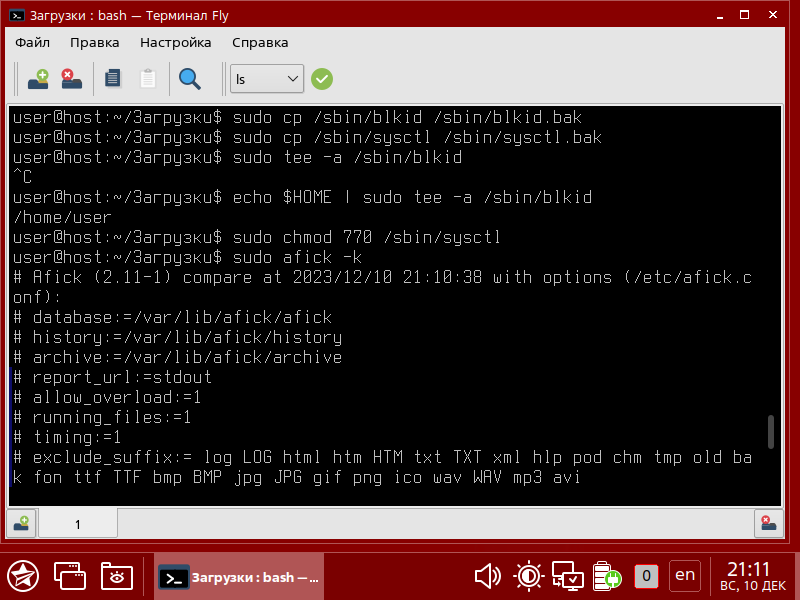 Загрузки : bash — Терминал Fly
Файл Правка Настройка Справка
ls
user@host:~/Загрузки$ sudo cp /sbin/blkid /sbin/blkid.bak
user@host:~/Загрузки$ sudo cp /sbin/sysctl /sbin/sysctl.bak
user@host:~/Загрузки$ sudo tee -a /sbin/blkid
^C
user@host:~/Загрузки$ echo $HOME | sudo tee -a /sbin/blkid
/home/user
user@host:~/Загрузки$ sudo chmod 770 /sbin/sysctl
user@host:~/Загрузки$ sudo afick -k
# Afick (2.11-1) compare at 2023/12/10 21:10:38 with options (/etc/afick.c
onf):
# database:=/var/lib/afick/afick
# history:=/var/lib/afick/history
# archive:=/var/lib/afick/archive
# report_url:=stdout
# allow_overload:=1
# running_files:=1
# timing:=1
# exclude_suffix:= log LOG html htm HTM txt TXT xml hlp pod chm tmp old ba
k fon ttf TTF bmp BMP jpg JPG gif png ico wav WAV mp3 avi
1
Загрузки : bash —...
0
en
21:11
ВС, 10 ДЕК